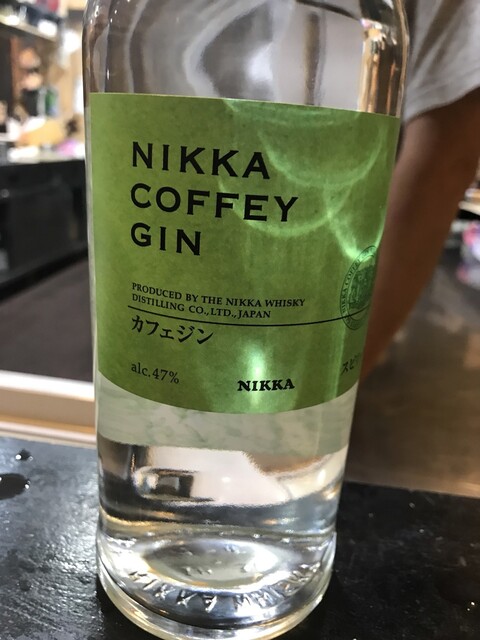 NIKKA
COFFEY
GIN
PRODUCED BY THE NIKKA WHISKY
DISTILLING CO.,LTD.,JAPAN
カフェジン
alc.47%
NIKKA